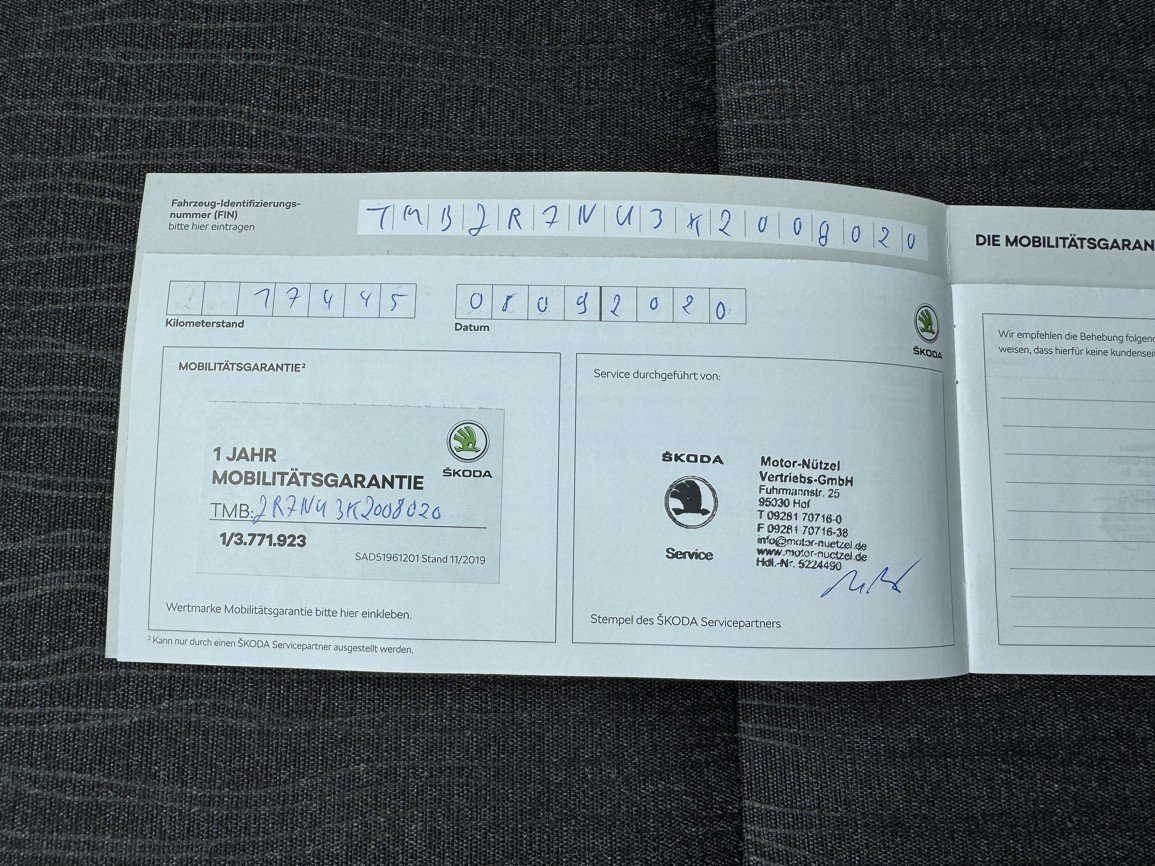 Fahrzeug-Identifizierungs-
nummer (FIN)
bitte hier eintragen
TMBJR7NU3K2008020
17445
Kilometerstand
08092020
Datum
ŠKODA
MOBILITÄTSGARANTIE²
1 JAHR
MOBILITÄTSGARANTIE
ŠKODA
TMB: JR7NU3K2008020
1/3.771.923
SAD51961201 Stand 11/2019
Wertmarke Mobilitätsgarantie bitte hier einkleben.
² Kann nur durch einen ŠKODA Servicepartner ausgestellt werden.
Service durchgeführt von:
ŠKODA
Service
Motor-Nützel
Vertriebs-GmbH
Fuhrmannstr. 25
95030 Hof
T 09281 70716-0
F 09281 70716-38
info@motor-nuetzel.de
www.motor-nuetzel.de
Hdl.-Nr. 5224490
Stempel des ŠKODA Servicepartners
DIE MOBILITÄTSGARAN
Wir empfehlen die Behebung folgend
weisen, dass hierfür keine kundenseit